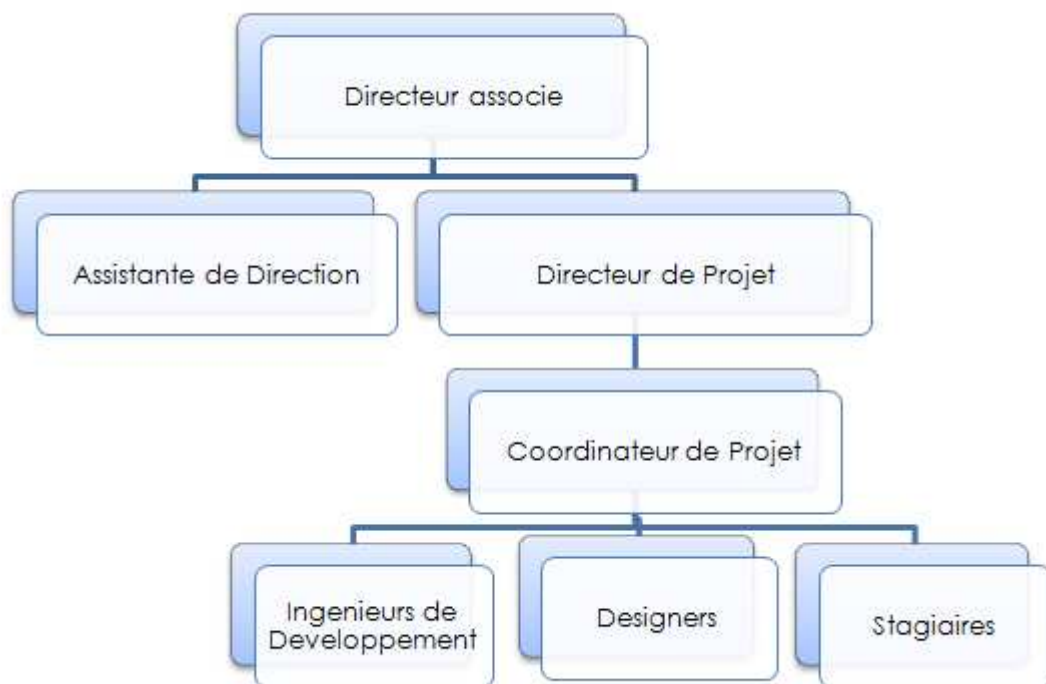 Directeur associe
Assistante de Direction
Directeur de Projet
Coordinateur de Projet
Ingenieurs de
Developpement
Designers
Stagiaires